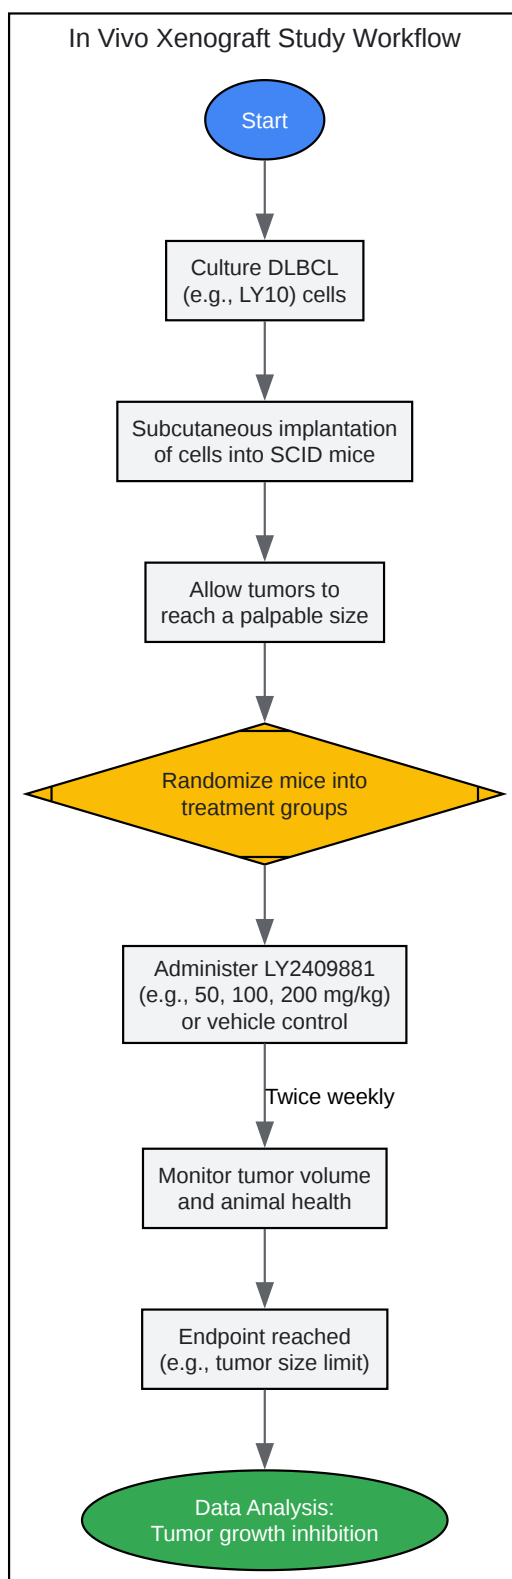 In Vivo Xenograft Study Workflow
Start
Culture DLBCL
(e.g., LY10) cells
Subcutaneous implantation
of cells into SCID mice
Allow tumors to
reach a palpable size
Randomize mice into
treatment groups
Administer LY2409881
(e.g., 50, 100, 200 mg/kg)
or vehicle control
Twice weekly
Monitor tumor volume
and animal health
Endpoint reached
(e.g., tumor size limit)
Data Analysis:
Tumor growth inhibition